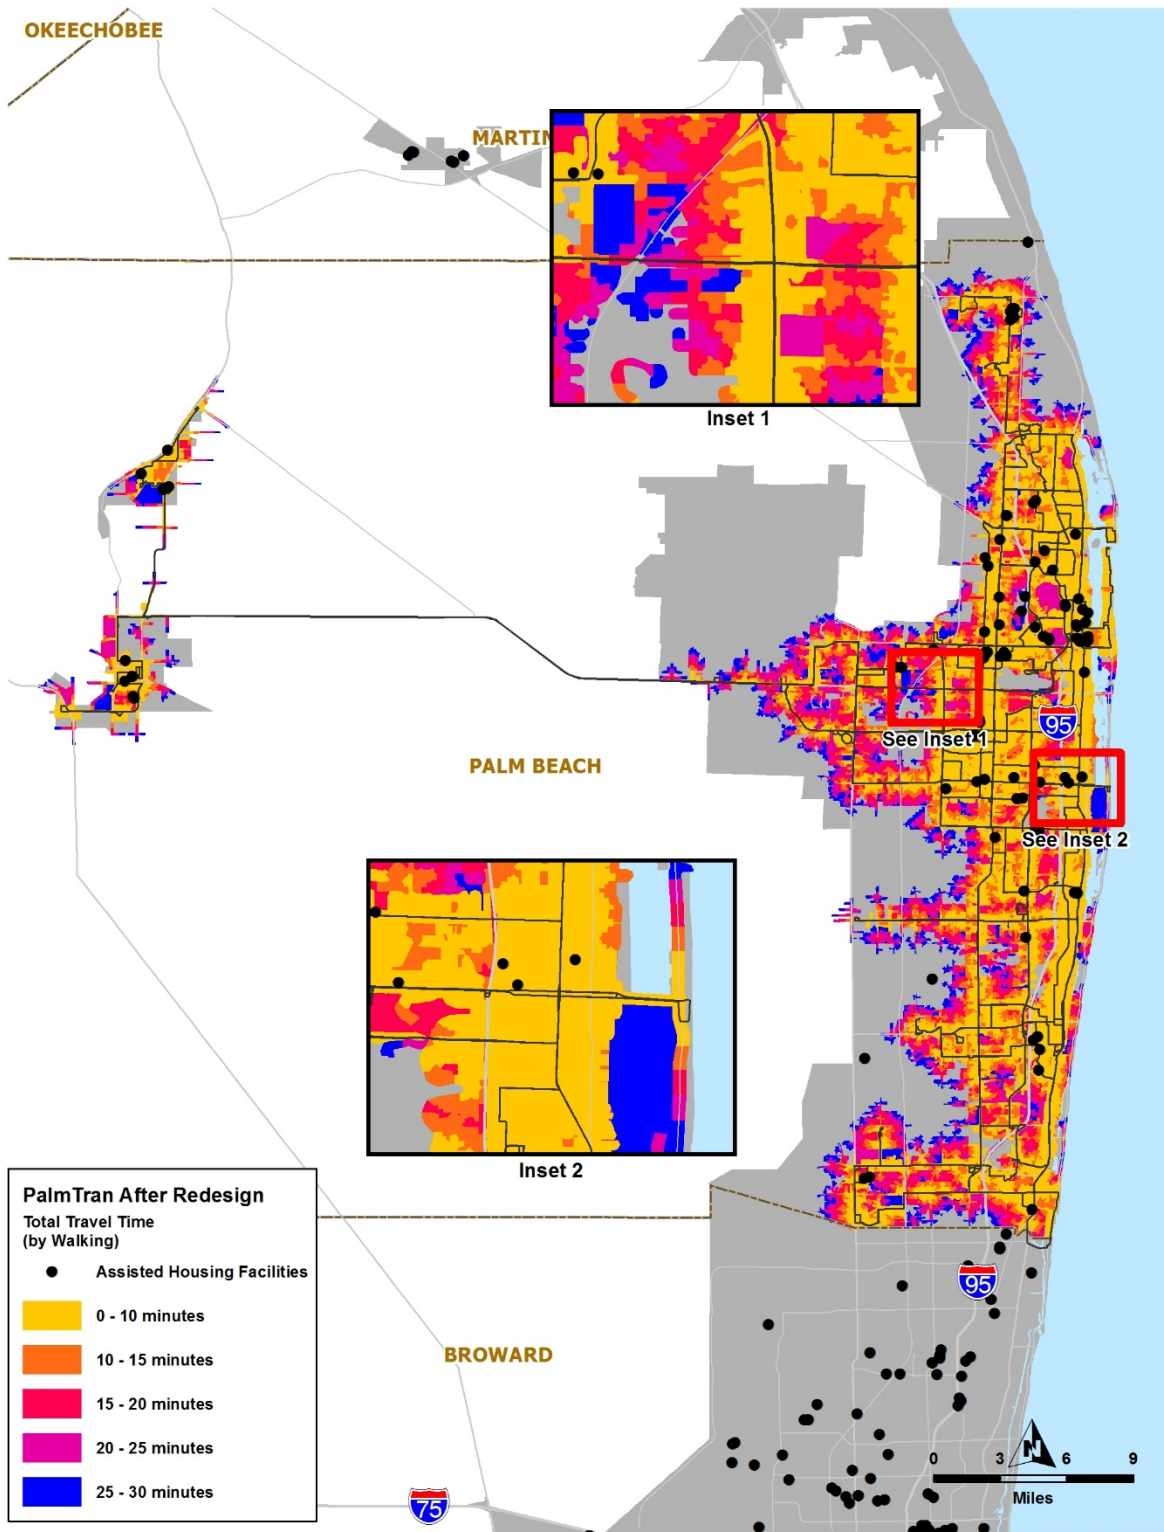 OKEECHOBEE
MARTIN
Inset 1
See Inset 1
95
PALM BEACH
See Inset 2
Inset 2
PalmTran After Redesign
Total Travel Time
(by Walking)
Assisted Housing Facilities
0 - 10 minutes
10 - 15 minutes
15 - 20 minutes
20 - 25 minutes
25 - 30 minutes
95
BROWARD
75
N
0 3 6 9
Miles